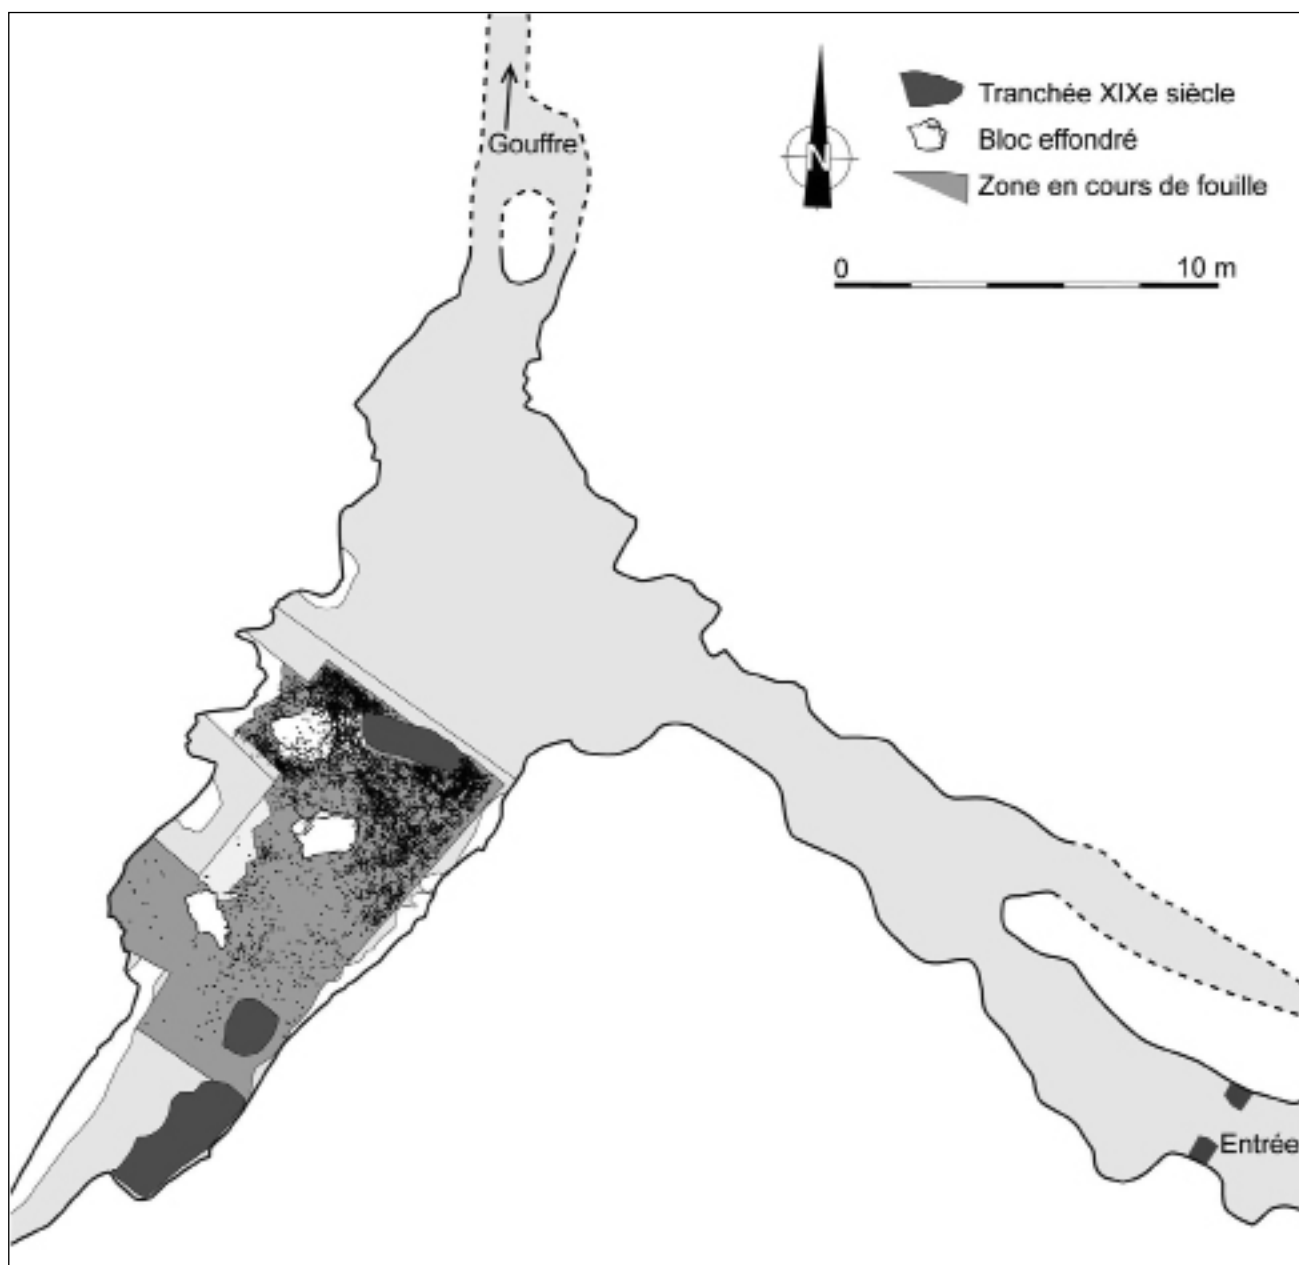 Gouffre
N
Tranchée XIXe siècle
Bloc effondré
Zone en cours de fouille
0 10 m
Entrée